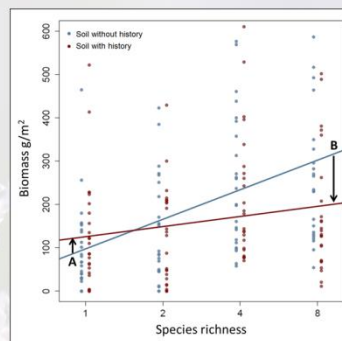 Soil without history
Soil with history
Biomass g/m²
600
500
400
300
200
100
0
A
B
1
2
4
8
Species richness